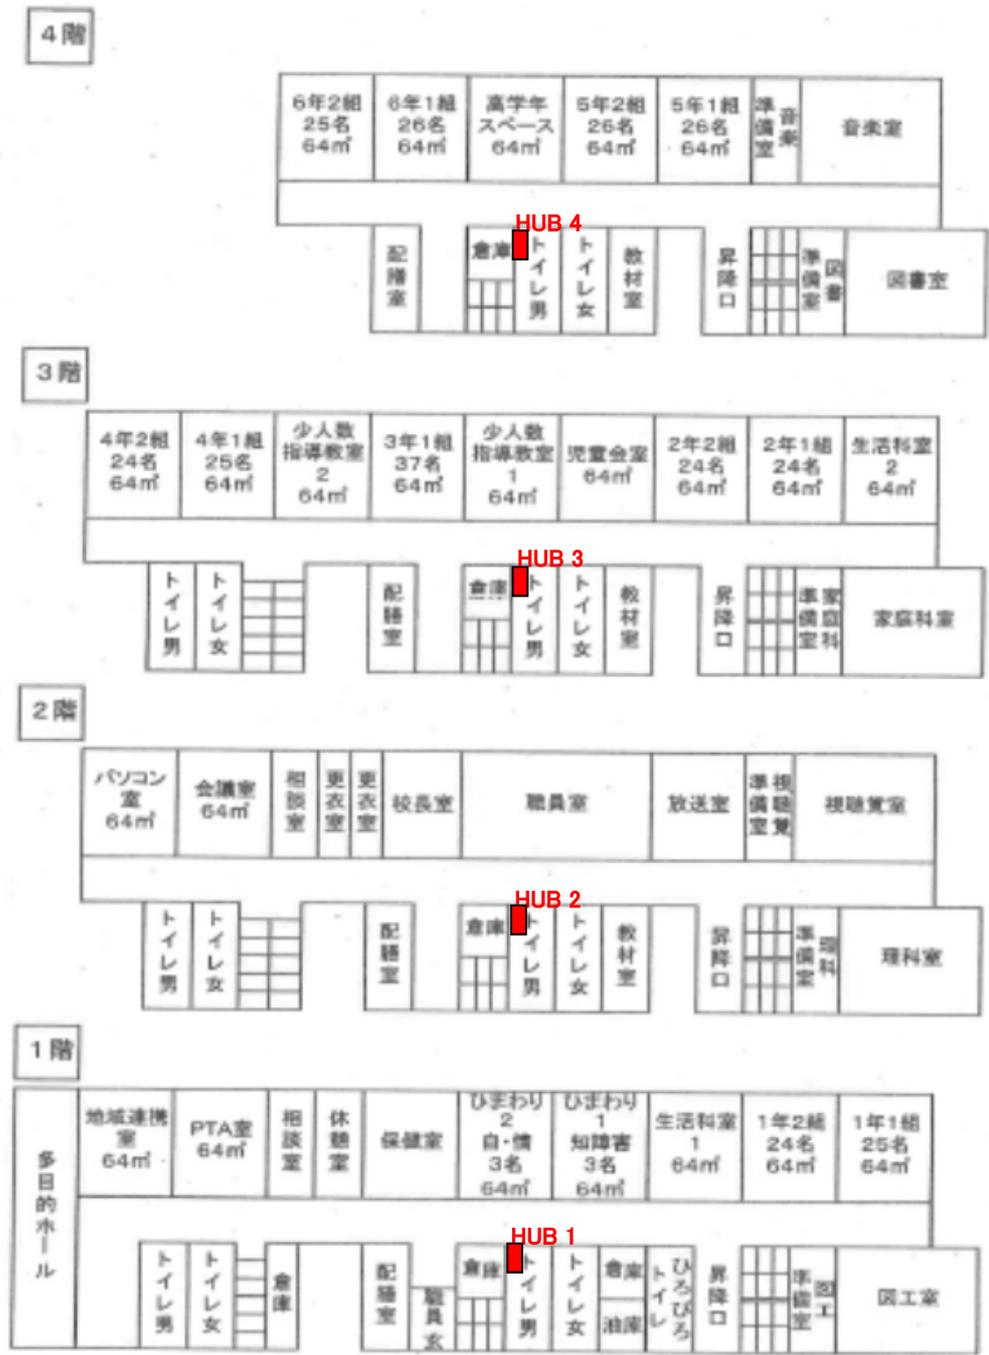 4階
6年2組
25名
64㎡
6年1組
26名
64㎡
高学年
スペース
64㎡
5年2組
26名
64㎡
5年1組
26名
64㎡
音楽
準備室
音楽室
HUB 4
配膳室
倉庫
トイレ男
トイレ女
教材室
昇降口
図書
準備室
図書室
3階
4年2組
24名
64㎡
4年1組
25名
64㎡
少人数
指導教室
2
64㎡
3年1組
37名
64㎡
少人数
指導教室
1
64㎡
児童会室
64㎡
2年2組
24名
64㎡
2年1組
24名
64㎡
生活科室
2
64㎡
HUB 3
トイレ男
トイレ女
配膳室
倉庫
トイレ男
トイレ女
教材室
昇降口
家庭科
準備室
家庭科室
2階
パソコン
室
64㎡
会議室
64㎡
相談室
更衣室
更衣室
校長室
職員室
放送室
視聴覚
準備室
視聴覚室
HUB 2
トイレ男
トイレ女
配膳室
倉庫
トイレ男
トイレ女
教材室
昇降口
理科
準備室
理科室
1階
多目的ホール
地域連携
室
64㎡
PTA室
64㎡
相談室
休憩室
保健室
ひまわり
2
自・情
3名
64㎡
ひまわり
1
知障害
3名
64㎡
生活科室
1
64㎡
1年2組
24名
64㎡
1年1組
25名
64㎡
HUB 1
トイレ男
トイレ女
倉庫
配膳室
職員玄
倉庫
トイレ男
トイレ女
倉庫
油庫
ひろびろ
トイレ
昇降口
図工
準備室
図工室